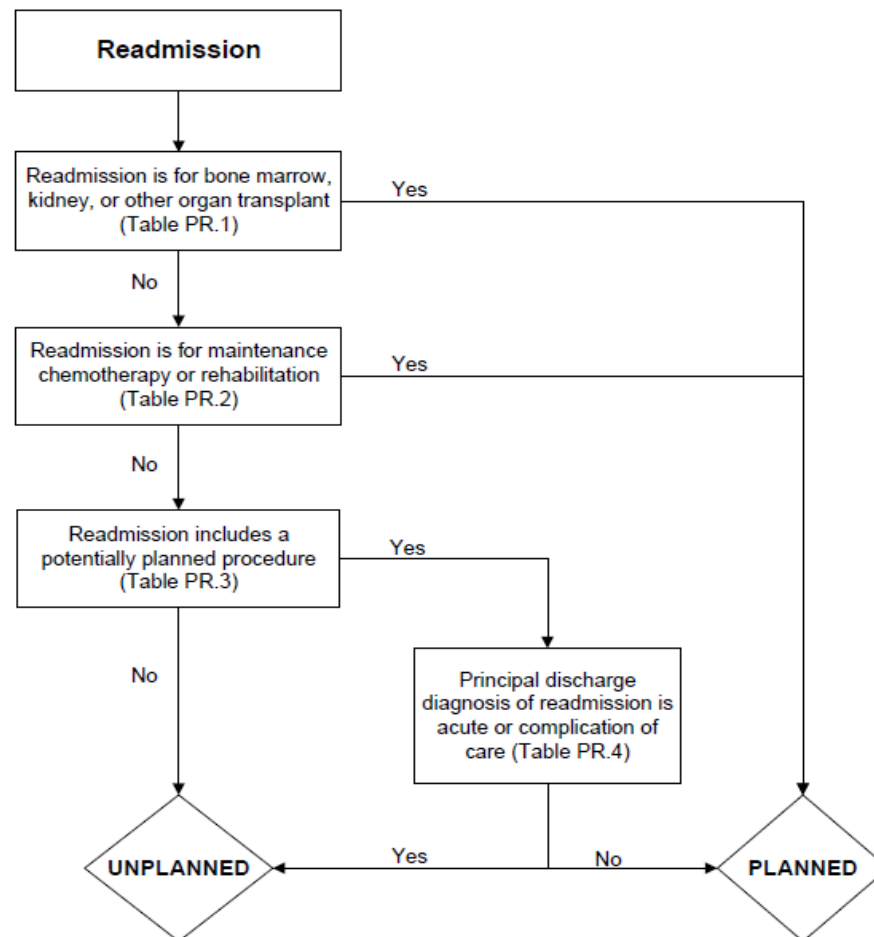 Readmission
Readmission is for bone marrow,
kidney, or other organ transplant
(Table PR.1)
Yes
No
Readmission is for maintenance
chemotherapy or rehabilitation
(Table PR.2)
Yes
No
Readmission includes a
potentially planned procedure
(Table PR.3)
Yes
No
Principal discharge
diagnosis of readmission is
acute or complication of
care (Table PR.4)
UNPLANNED
Yes
No
PLANNED